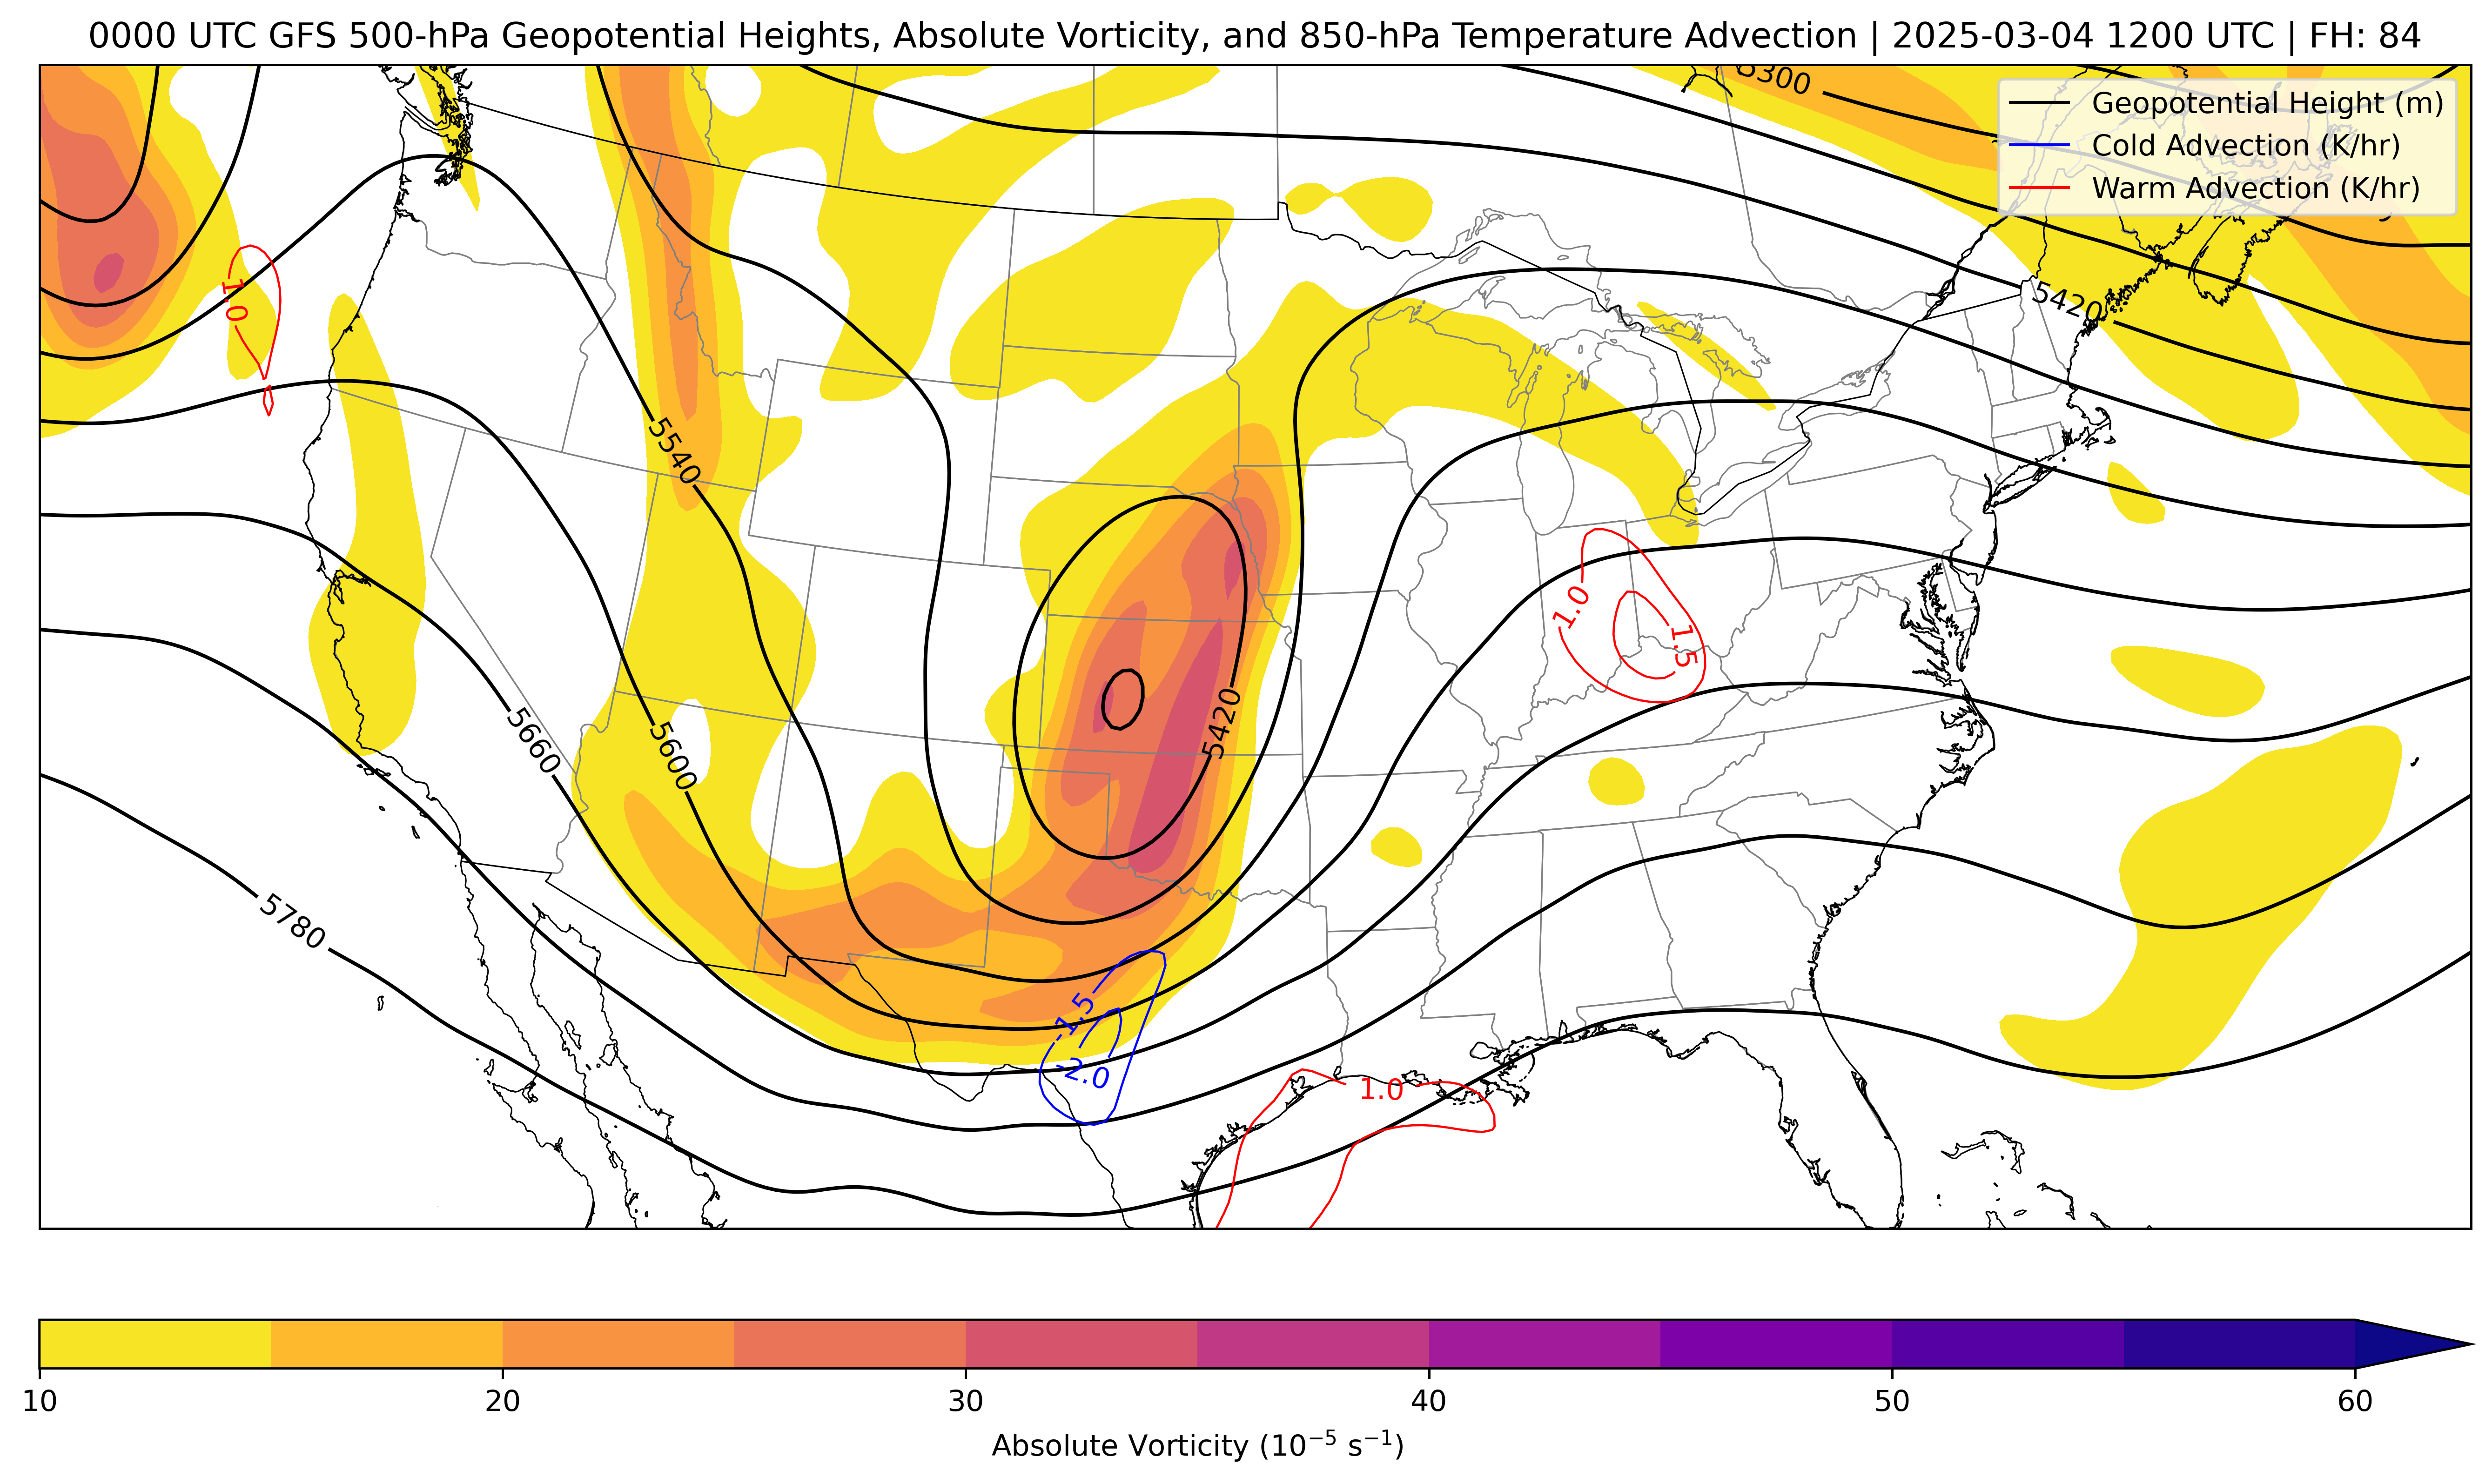 0000 UTC GFS 500-hPa Geopotential Heights, Absolute Vorticity, and 850-hPa Temperature Advection | 2025-03-04 1200 UTC | FH: 84
5300
Geopotential Height (m)
Cold Advection (K/hr)
Warm Advection (K/hr)
1.0
5420
5540
1.0
1.5
5660
5600
5420
5780
-1.5
-2.0
1.0
10 20 30 40 50 60
Absolute Vorticity (10⁻⁵ s⁻¹)